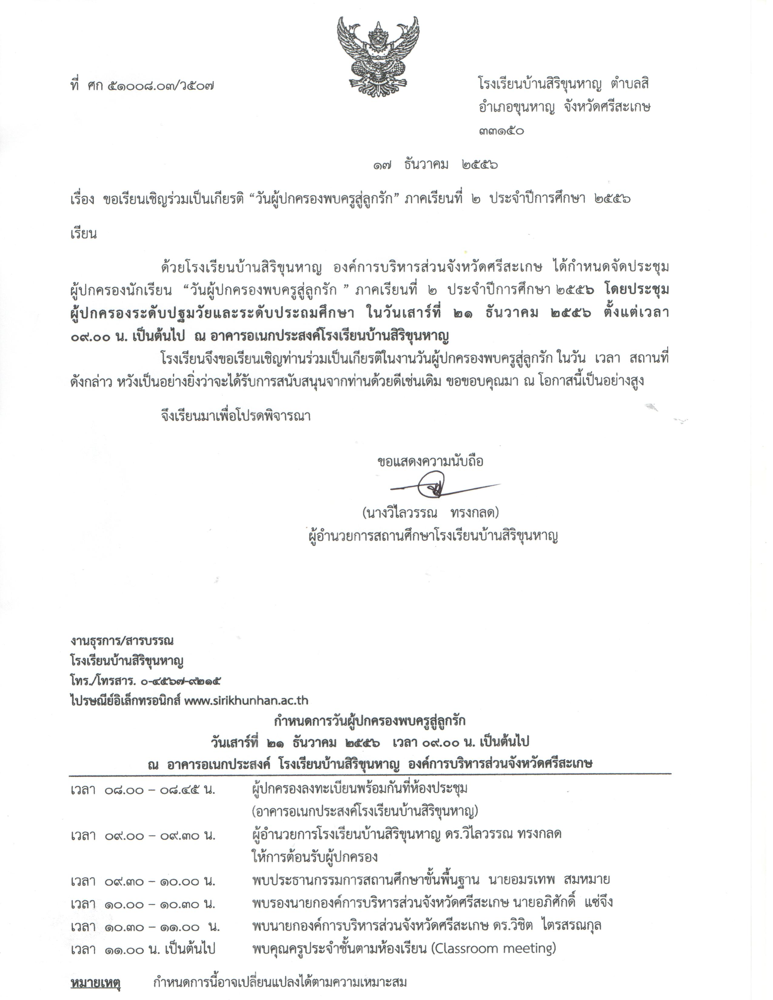 ที่ ศก ๕๑๐๐๘.๐๓/ว๕๐๗
โรงเรียนบ้านสิริขุนหาญ ตำบลสิ
อำเภอขุนหาญ จังหวัดศรีสะเกษ
๓๓๑๕๐
๑๗ ธันวาคม ๒๕๕๖
เรื่อง ขอเรียนเชิญร่วมเป็นเกียรติ “วันผู้ปกครองพบครูสู่ลูกรัก” ภาคเรียนที่ ๒ ประจำปีการศึกษา ๒๕๕๖
เรียน
ด้วยโรงเรียนบ้านสิริขุนหาญ องค์การบริหารส่วนจังหวัดศรีสะเกษ ได้กำหนดจัดประชุม
ผู้ปกครองนักเรียน “วันผู้ปกครองพบครูสู่ลูกรัก ” ภาคเรียนที่ ๒ ประจำปีการศึกษา ๒๕๕๖ โดยประชุม
ผู้ปกครองระดับปฐมวัยและระดับประถมศึกษา ในวันเสาร์ที่ ๒๑ ธันวาคม ๒๕๕๖ ตั้งแต่เวลา
๐๙.๐๐ น. เป็นต้นไป ณ อาคารอเนกประสงค์โรงเรียนบ้านสิริขุนหาญ
โรงเรียนจึงขอเรียนเชิญท่านร่วมเป็นเกียรติในงานวันผู้ปกครองพบครูสู่ลูกรัก ในวัน เวลา สถานที่
ดังกล่าว หวังเป็นอย่างยิ่งว่าจะได้รับการสนับสนุนจากท่านด้วยดีเช่นเดิม ขอขอบคุณมา ณ โอกาสนี้เป็นอย่างสูง
จึงเรียนมาเพื่อโปรดพิจารณา
ขอแสดงความนับถือ
(นางวิไลวรรณ ทรงกลด)
ผู้อำนวยการสถานศึกษาโรงเรียนบ้านสิริขุนหาญ
งานธุรการ/สารบรรณ
โรงเรียนบ้านสิริขุนหาญ
โทร./โทรสาร. ๐-๔๕๖๗-๙๒๑๕
ไปรษณีย์อิเล็กทรอนิกส์ www.sirikhunhan.ac.th
กำหนดการวันผู้ปกครองพบครูสู่ลูกรัก
วันเสาร์ที่ ๒๑ ธันวาคม ๒๕๕๖ เวลา ๐๙.๐๐ น. เป็นต้นไป
ณ อาคารอเนกประสงค์ โรงเรียนบ้านสิริขุนหาญ องค์การบริหารส่วนจังหวัดศรีสะเกษ
เวลา ๐๘.๐๐ – ๐๘.๔๕ น. ผู้ปกครองลงทะเบียนพร้อมกันที่ห้องประชุม
(อาคารอเนกประสงค์โรงเรียนบ้านสิริขุนหาญ)
เวลา ๐๙.๐๐ – ๐๙.๓๐ น. ผู้อำนวยการโรงเรียนบ้านสิริขุนหาญ ดร.วิไลวรรณ ทรงกลด
ให้การต้อนรับผู้ปกครอง
เวลา ๐๙.๓๐ – ๑๐.๐๐ น. พบประธานกรรมการสถานศึกษาขั้นพื้นฐาน นายอมรเทพ สมหมาย
เวลา ๑๐.๐๐ – ๑๐.๓๐ น. พบรองนายกองค์การบริหารส่วนจังหวัดศรีสะเกษ นายอภิศักดิ์ แซ่จึง
เวลา ๑๐.๓๐ – ๑๑.๐๐ น. พบนายกองค์การบริหารส่วนจังหวัดศรีสะเกษ ดร.วิชิต ไตรสรณกุล
เวลา ๑๑.๐๐ น. เป็นต้นไป พบคุณครูประจำชั้นตามห้องเรียน (Classroom meeting)
หมายเหตุ กำหนดการนี้อาจเปลี่ยนแปลงได้ตามความเหมาะสม